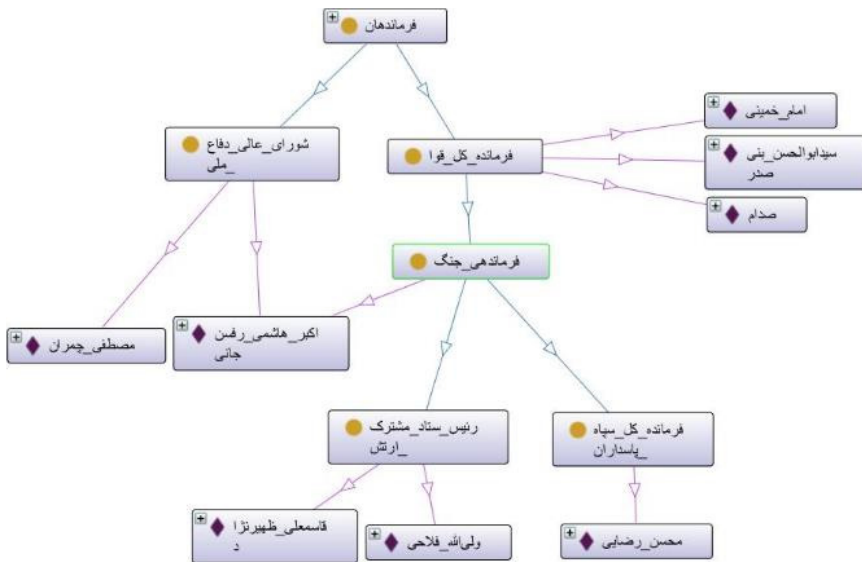 فرماندهان
شورای_عالی_دفاع
_ملی
فرمانده_کل_قوا
امام_خمینی
سیدابوالحسن_بنی
صدر
صدام
فرماندهی_جنگ
مصطفی_چمران
اکبر_هاشمی_رفسن
جانی
رئیس_ستاد_مشترک
_ارتش
فرمانده_کل_سپاه
_پاسداران
قاسمعلی_ظهیرنژا
د
ولی‌الله_فلاحی
محسن_رضایی